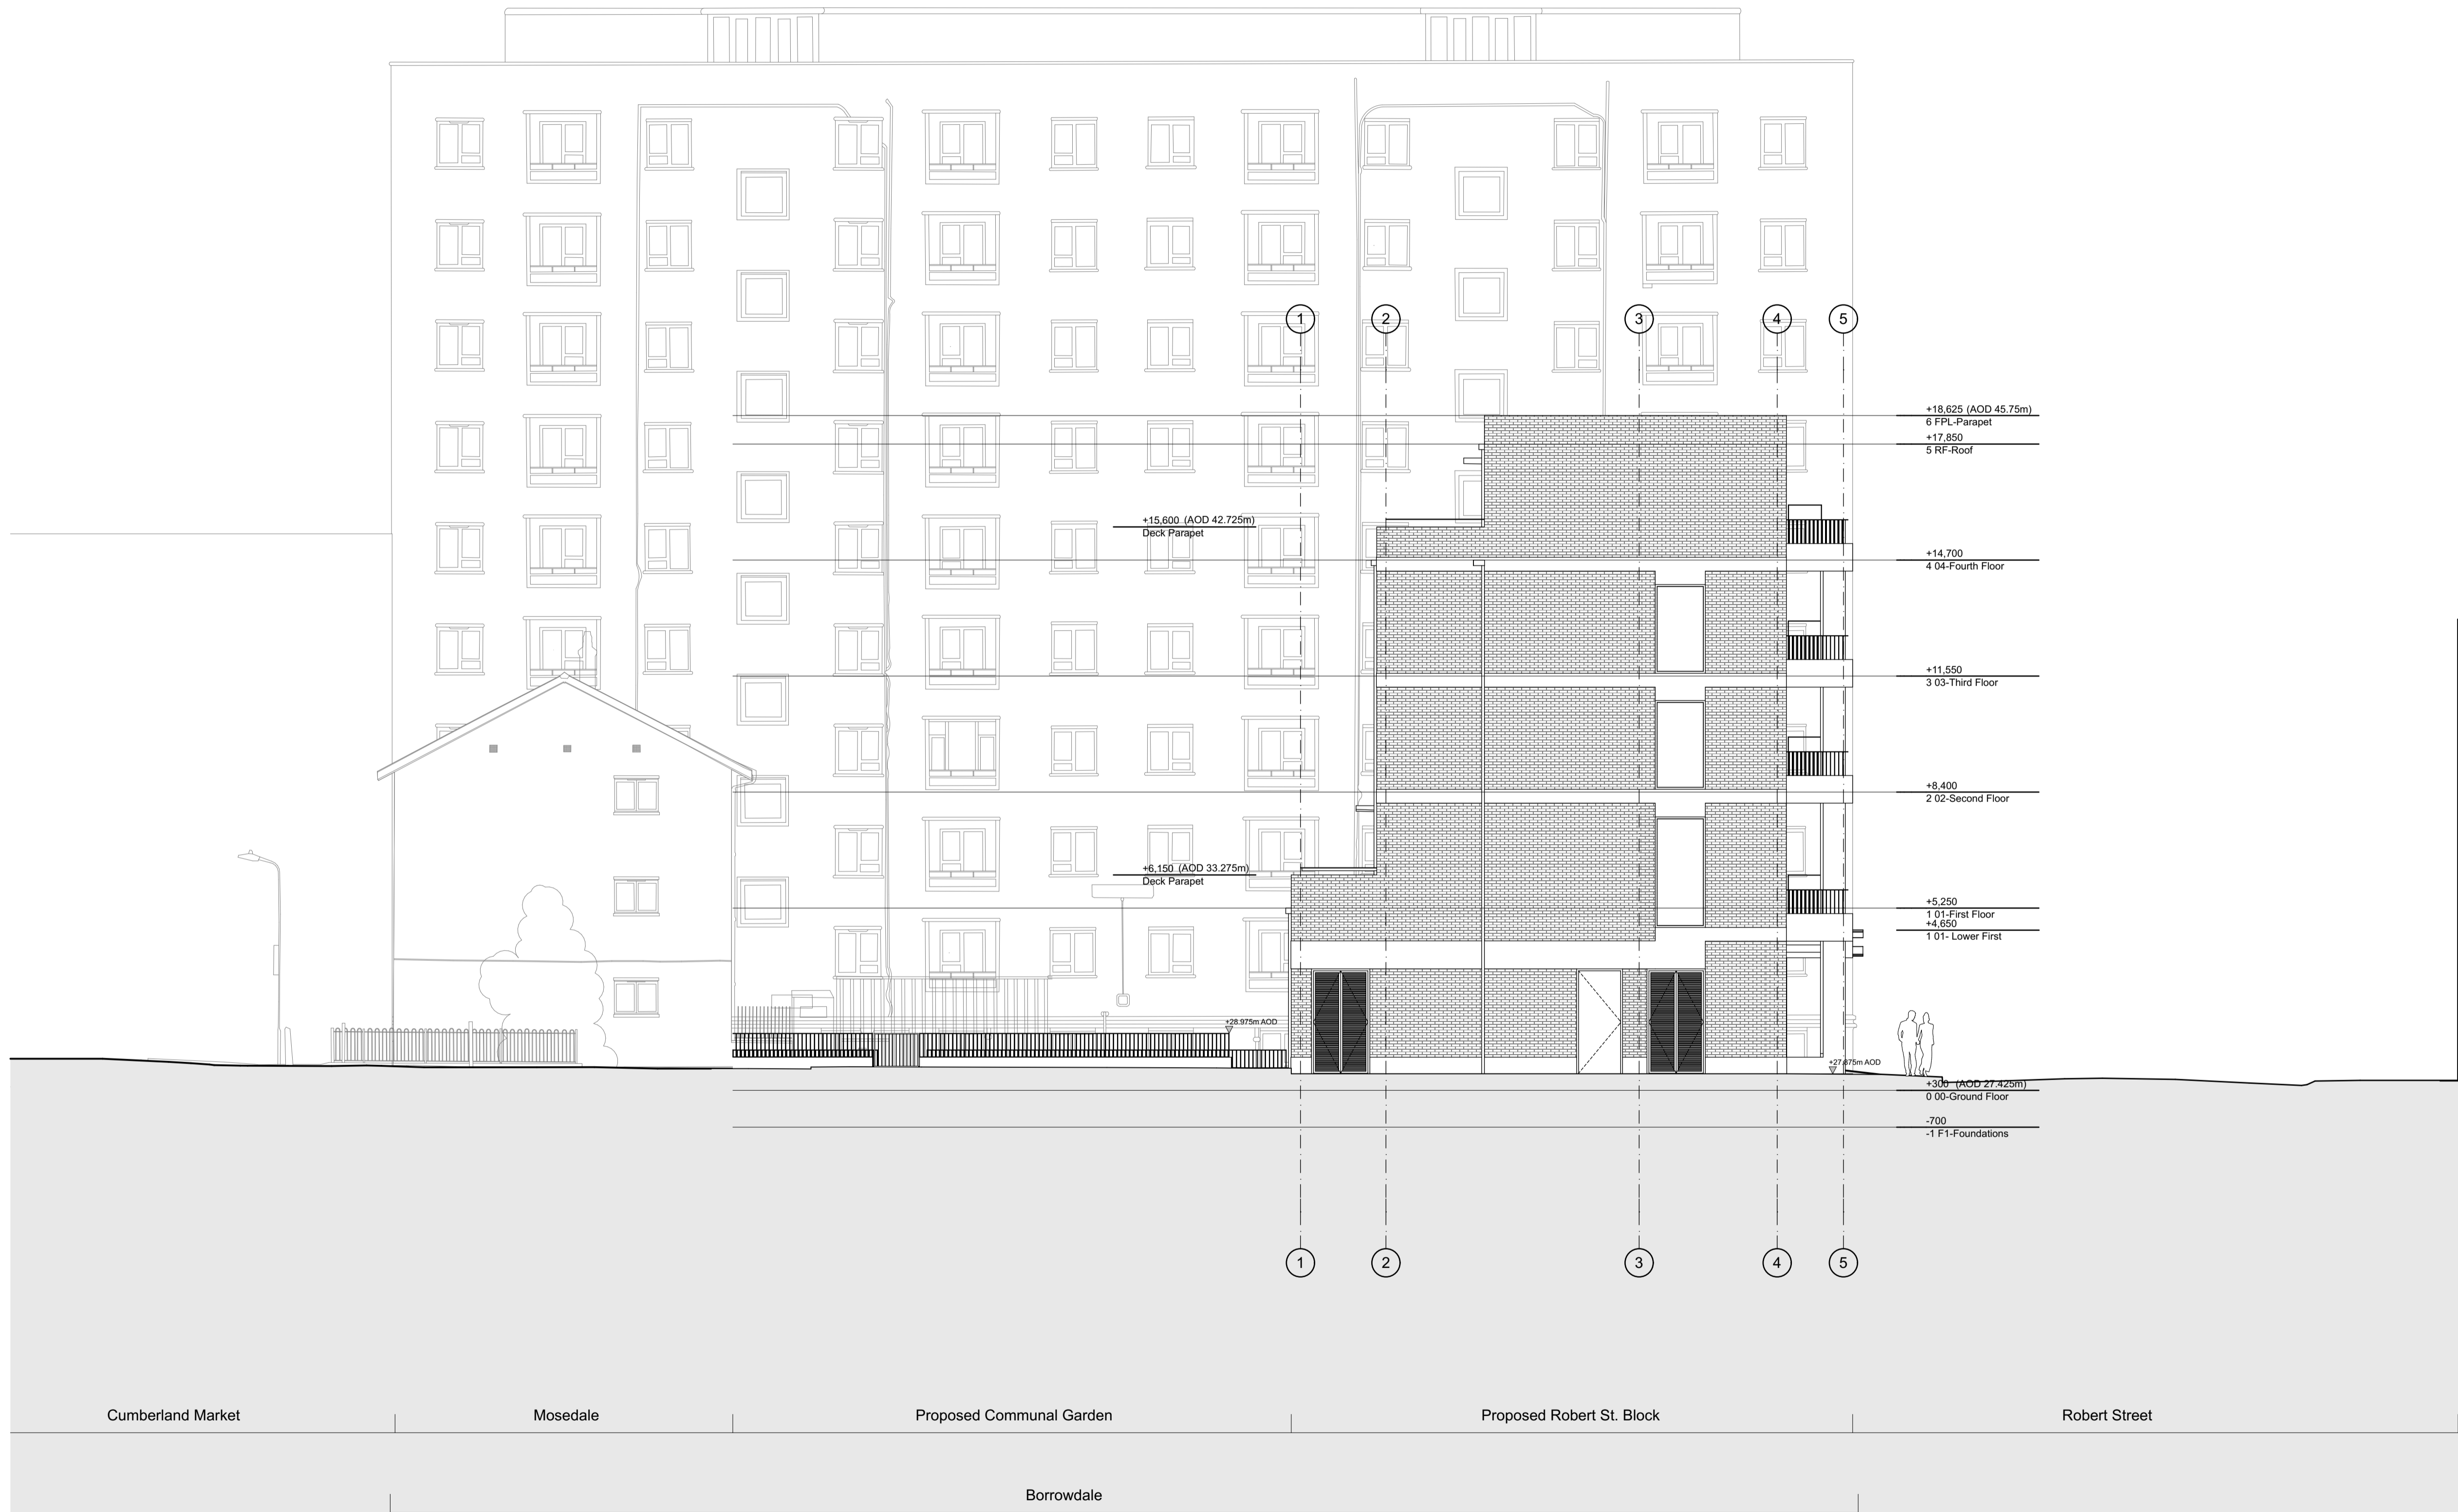 1
2
3
4
5
+18,625 (AOD 45.75m)
6 FPL-Parapet
+17,850
5 RF-Roof
+15,600 (AOD 42.725m)
Deck Parapet
+14,700
4 04-Fourth Floor
+11,550
3 03-Third Floor
+8,400
2 02-Second Floor
+6,150 (AOD 33.275m)
Deck Parapet
+5,250
1 01-First Floor
+4,650
1 01- Lower First
+28.975m AOD
+27.875m AOD
+300 (AOD 27.425m)
0 00-Ground Floor
-700
-1 F1-Foundations
1
2
3
4
5
Cumberland Market
Mosedale
Proposed Communal Garden
Proposed Robert St. Block
Robert Street
Borrowdale